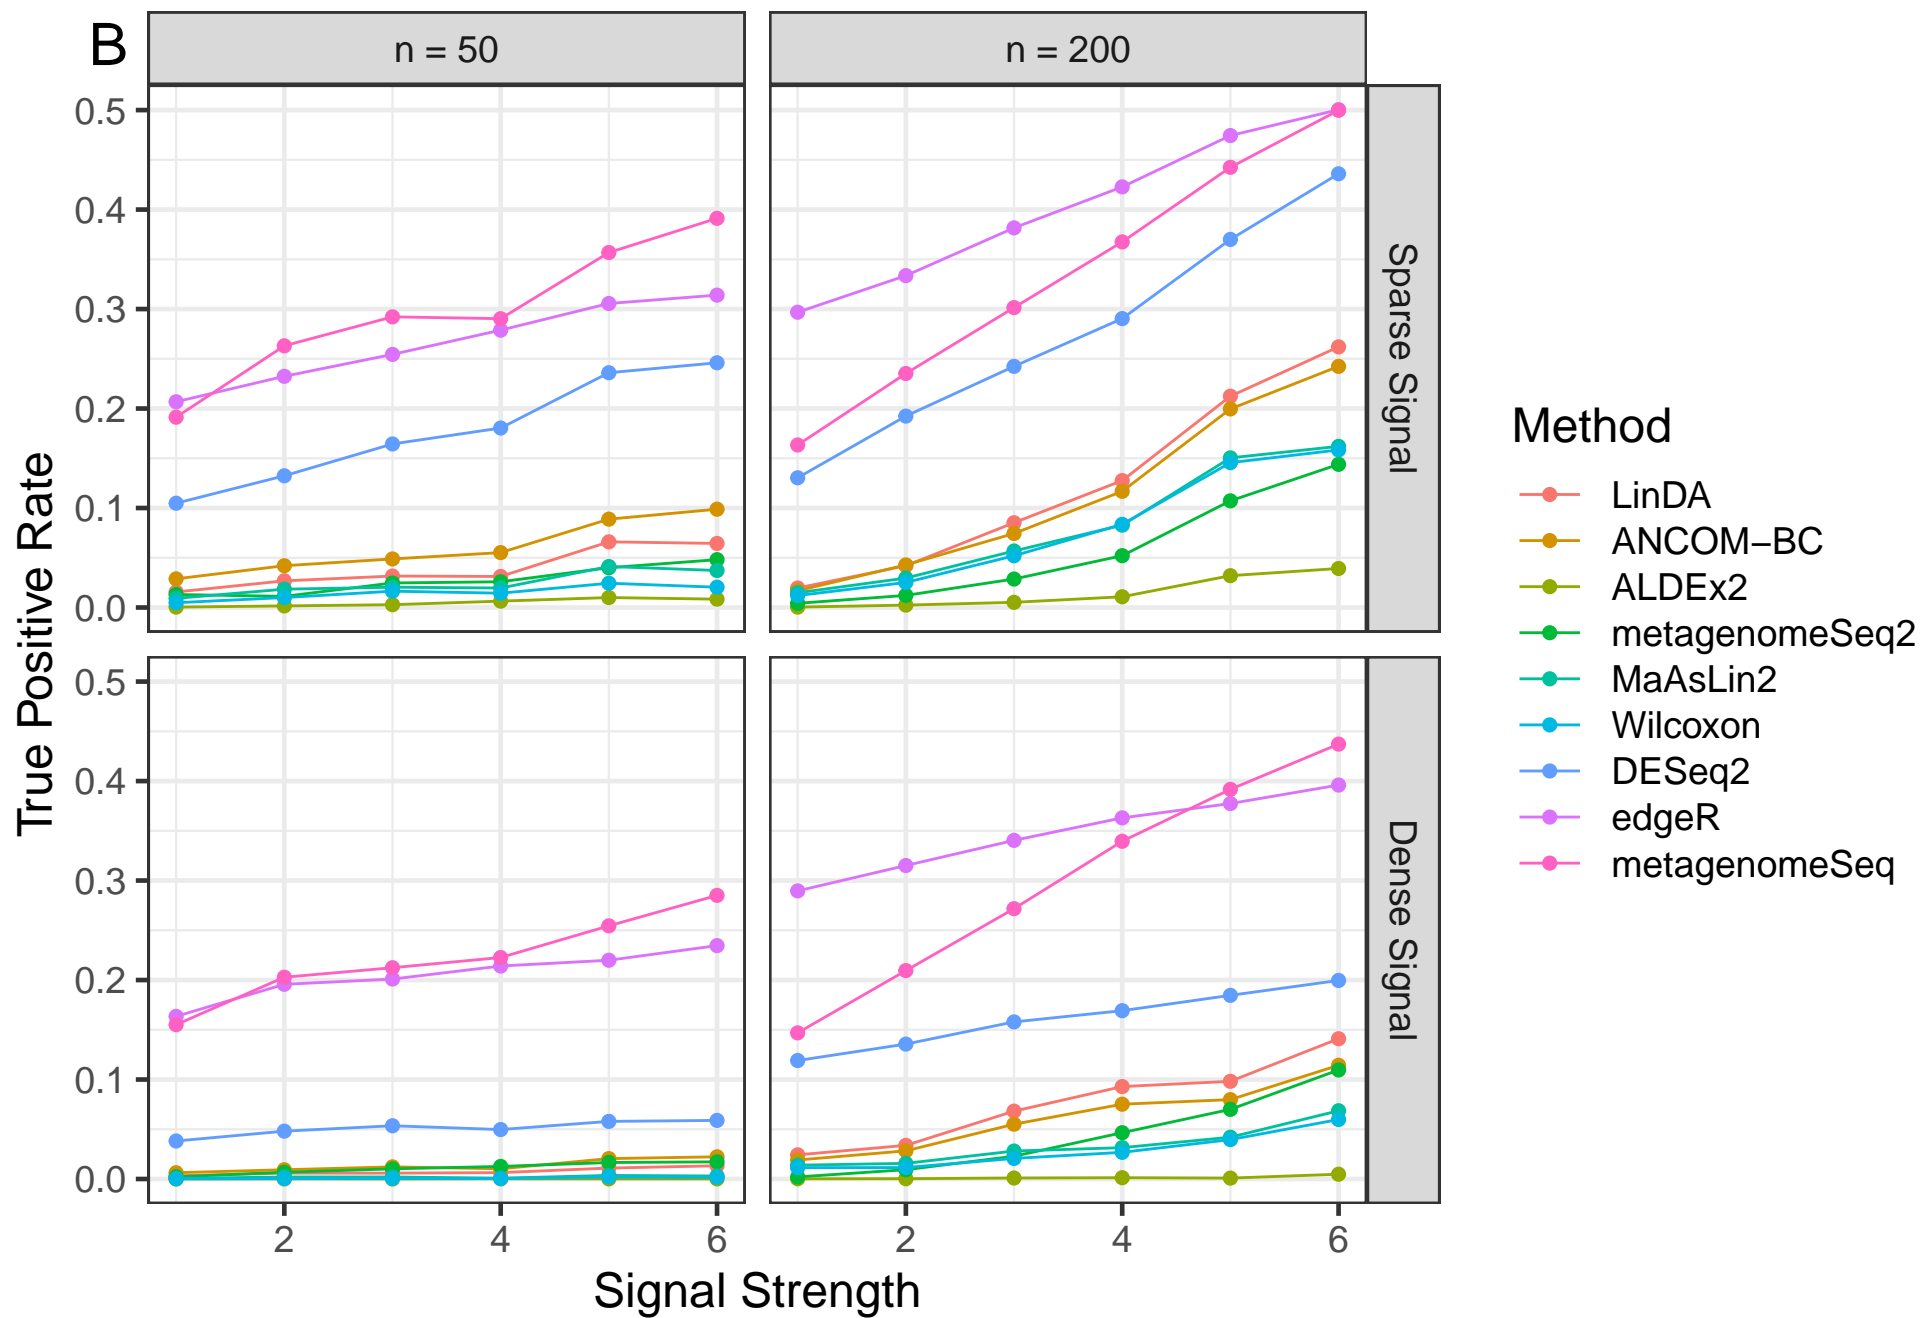 B
n = 50
n = 200
0.5
0.4
0.3
0.2
0.1
0.0
Sparse Signal
0.5
0.4
0.3
0.2
0.1
0.0
Dense Signal
True Positive Rate
2
4
6
2
4
6
Signal Strength
Method
LinDA
ANCOM−BC
ALDEx2
metagenomeSeq2
MaAsLin2
Wilcoxon
DESeq2
edgeR
metagenomeSeq